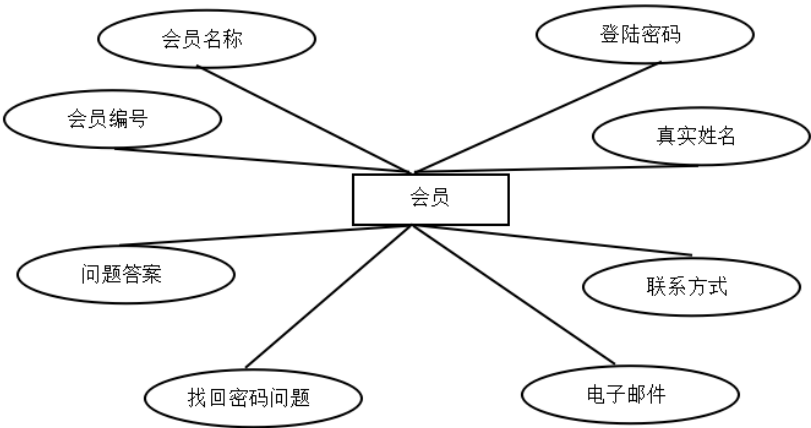 会员名称
登陆密码
会员编号
真实姓名
会员
问题答案
联系方式
找回密码问题
电子邮件